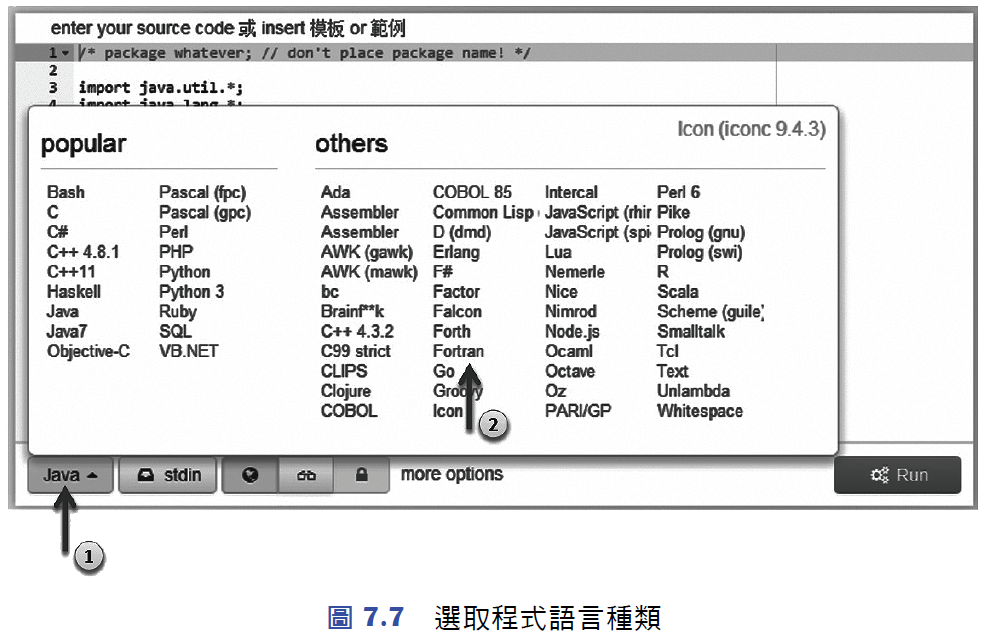 enter your source code 或 insert 模板 or 範例
1 /* package whatever; // don't place package name! */
2
3 import java.util.*;
4 import java.lang.*;
Icon (iconc 9.4.3)
popular
Bash
C
C#
C++ 4.8.1
C++11
Haskell
Java
Java7
Objective-C
Pascal (fpc)
Pascal (gpc)
Perl
PHP
Python
Python 3
Ruby
SQL
VB.NET
others
Ada
Assembler
Assembler
AWK (gawk)
AWK (mawk)
bc
Brainf**k
C++ 4.3.2
C99 strict
CLIPS
Clojure
COBOL
COBOL 85
Common Lisp (
D (dmd)
Erlang
F#
Factor
Falcon
Forth
Fortran
Go
Groovy
Icon
Intercal
JavaScript (rhin
JavaScript (spi
Lua
Nemerle
Nice
Nimrod
Node.js
Ocaml
Octave
Oz
PARI/GP
Perl 6
Pike
Prolog (gnu)
Prolog (swi)
R
Scala
Scheme (guile)
Smalltalk
Tcl
Text
Unlambda
Whitespace
2
Java stdin more options Run
1
圖 7.7 選取程式語言種類